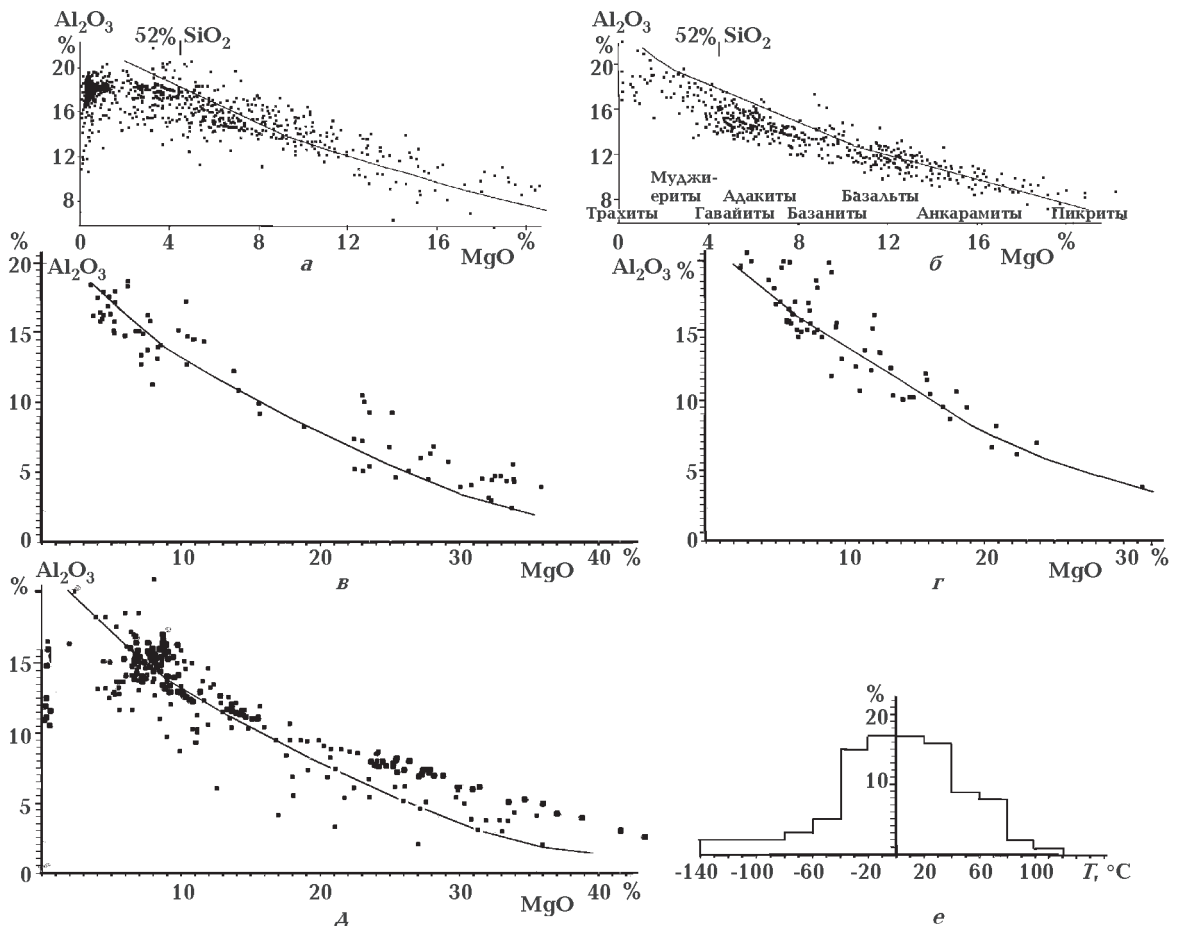 Al2O3
%
52% SiO2
20
16
12
8
0 4 8 12 16 %
MgO
а
Al2O3
%
52% SiO2
20
16
12
8
Муджи-
ериты
Адакиты Базальты
Трахиты Гавайиты Базаниты Анкарамиты Пикриты
0 4 8 12 16 %
MgO
б
%
Al2O3
20
15
10
5
0
10 20 30 40 %
MgO
в
Al2O3 %
15
10
5
0
10 20 30 %
MgO
г
Al2O3
%
15
10
5
0
10 20 30 40 %
MgO
д
%
20
10
-140 -100 -60 -20 20 60 100 T, °C
е